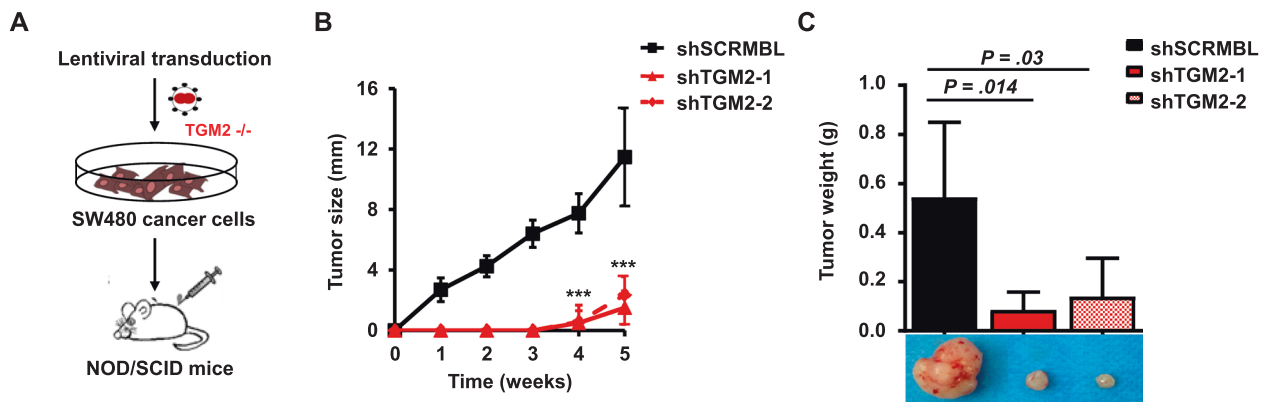 A
Lentiviral transduction
TGM2 -/-
SW480 cancer cells
NOD/SCID mice
B
shSCRMBL
shTGM2-1
shTGM2-2
Tumor size (mm)
16
12
8
4
0
***
***
0 1 2 3 4 5
Time (weeks)
C
shSCRMBL
shTGM2-1
shTGM2-2
P = .03
P = .014
Tumor weight (g)
1.0
0.8
0.6
0.4
0.2
0.0